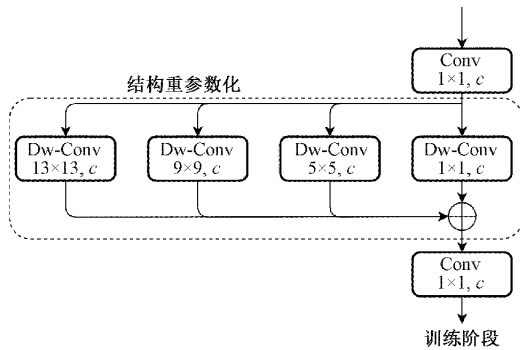 Conv
1×1, c
结构重参数化
Dw-Conv
13×13, c
Dw-Conv
9×9, c
Dw-Conv
5×5, c
Dw-Conv
1×1, c
Conv
1×1, c
训练阶段